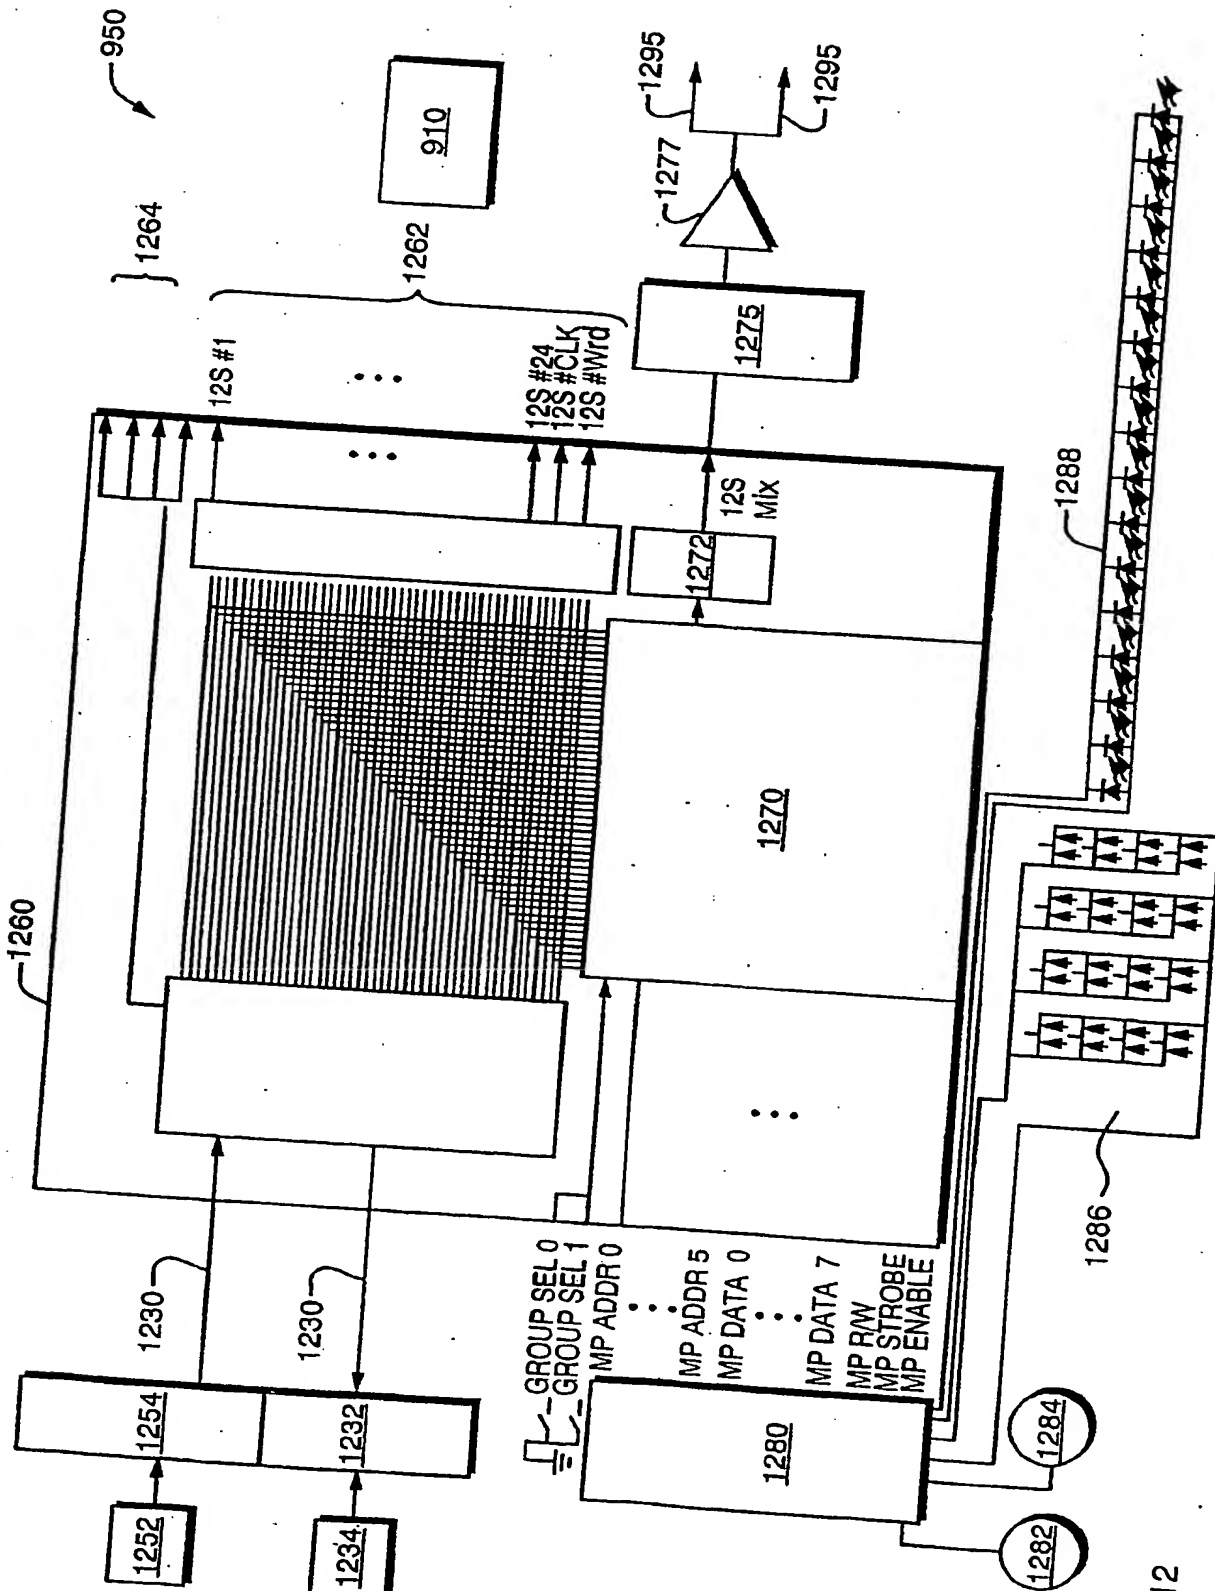 950
1264
910
1262
1295
1295
1277
1275
12S #1
12S #24
12S #CLK
12S #Wrd
12S
Mix
1272
1260
1270
1288
1230
1230
1254
1232
1252
1234
GROUP SEL 0
GROUP SEL 1
MP ADDR 0
MP ADDR 5
MP DATA 0
MP DATA 7
MP R/W
MP STROBE
MP ENABLE
1280
1282
1284
1286
12